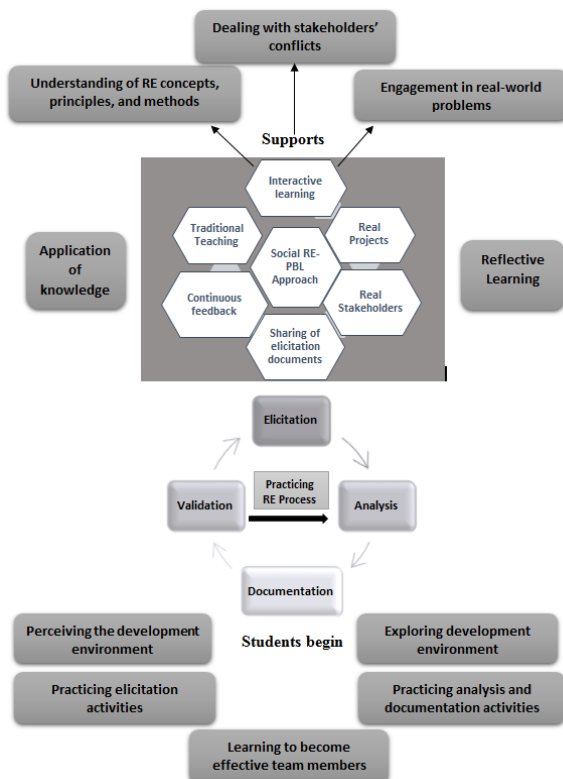 Dealing with stakeholders'
conflicts
Understanding of RE concepts,
principles, and methods
Engagement in real-world
problems
Supports
Interactive
learning
Traditional
Teaching
Real
Projects
Application
of
knowledge
Social RE-
PBL
Approach
Reflective
Learning
Continuous
feedback
Real
Stakeholders
Sharing of
elicitation
documents
Elicitation
Validation
Practicing
RE Process
Analysis
Documentation
Perceiving the development
environment
Students begin
Exploring development
environment
Practicing elicitation
activities
Practicing analysis and
documentation activities
Learning to become
effective team members